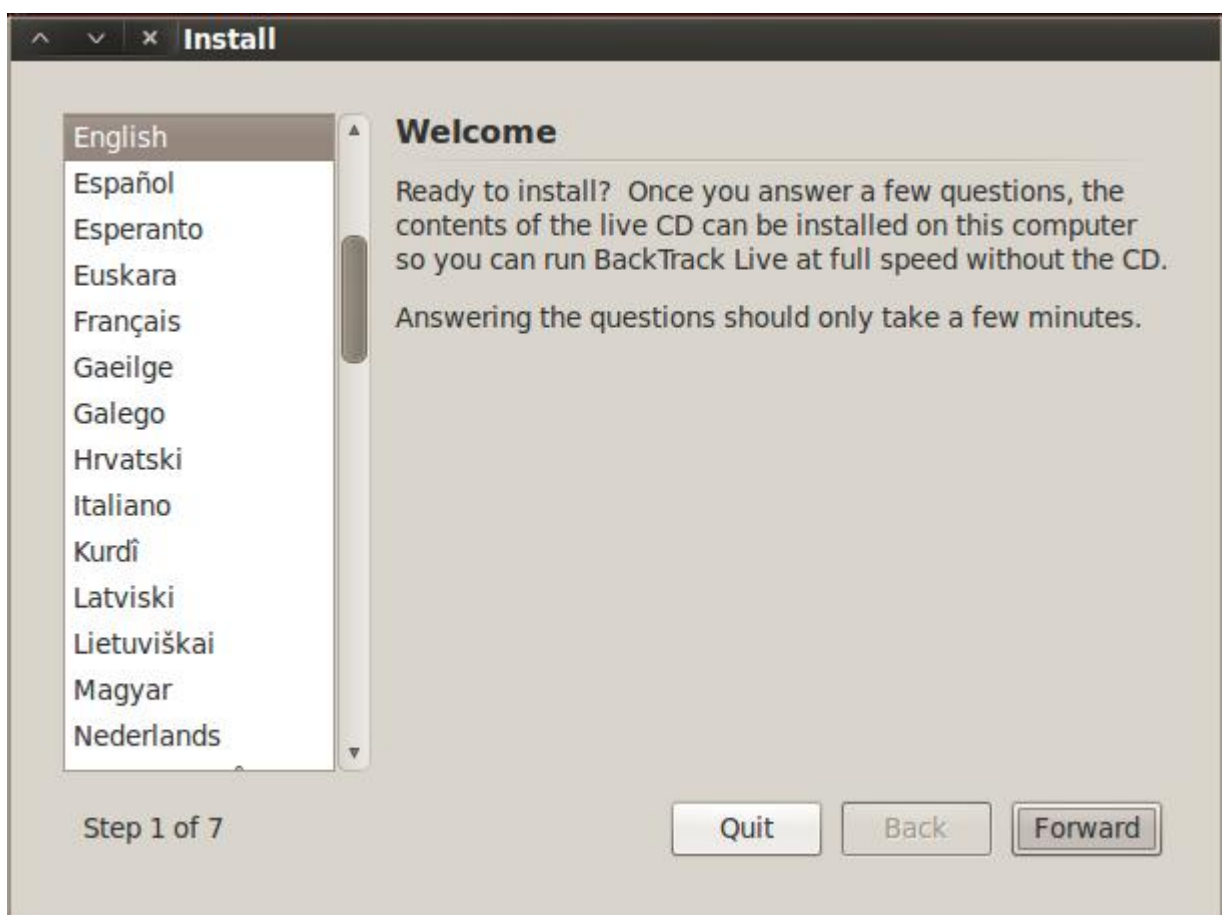 Install
English
Español
Esperanto
Euskara
Français
Gaeilge
Galego
Hrvatski
Italiano
Kurdî
Latviski
Lietuviškai
Magyar
Nederlands
Welcome
Ready to install?  Once you answer a few questions, the
contents of the live CD can be installed on this computer
so you can run BackTrack Live at full speed without the CD.
Answering the questions should only take a few minutes.
Step 1 of 7
Quit
Back
Forward